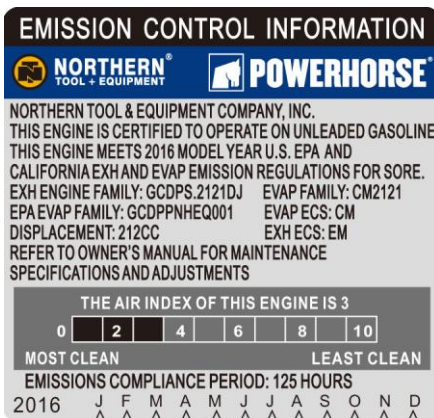 EMISSION CONTROL INFORMATION
NORTHERN® POWERHORSE®
TOOL + EQUIPMENT
NORTHERN TOOL & EQUIPMENT COMPANY, INC.
THIS ENGINE IS CERTIFIED TO OPERATE ON UNLEADED GASOLINE
THIS ENGINE MEETS 2016 MODEL YEAR U.S. EPA AND
CALIFORNIA EXH AND EVAP EMISSION REGULATIONS FOR SORE.
EXH ENGINE FAMILY: GCDPS.2121DJ EVAP FAMILY: CM2121
EPA EVAP FAMILY: GCDPPNHEQ001 EVAP ECS: CM
DISPLACEMENT: 212CC EXH ECS: EM
REFER TO OWNER'S MANUAL FOR MAINTENANCE
SPECIFICATIONS AND ADJUSTMENTS
THE AIR INDEX OF THIS ENGINE IS 3
0 2 4 6 8 10
MOST CLEAN LEAST CLEAN
EMISSIONS COMPLIANCE PERIOD: 125 HOURS
2016 J F M A M J J A S O N D